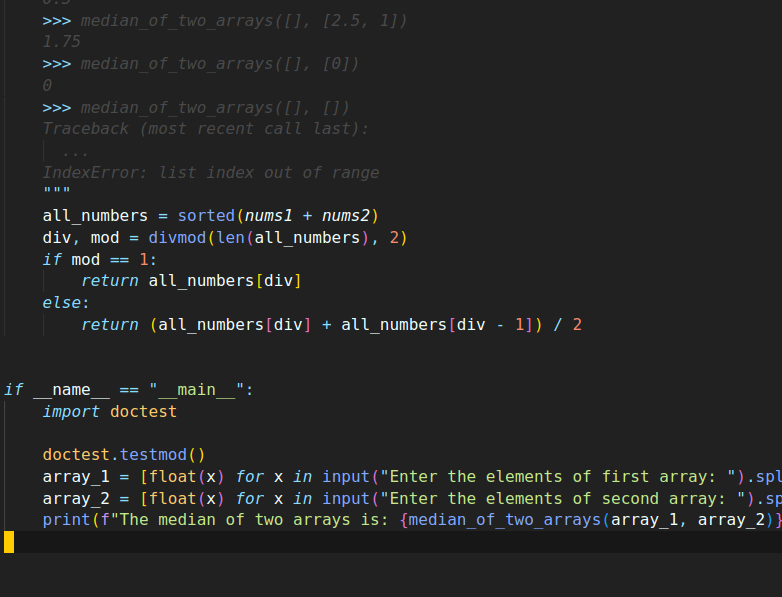 0.5
>>> median_of_two_arrays([], [2.5, 1])
1.75
>>> median_of_two_arrays([], [0])
0
>>> median_of_two_arrays([], [])
Traceback (most recent call last):
  ...
IndexError: list index out of range
"""
all_numbers = sorted(nums1 + nums2)
div, mod = divmod(len(all_numbers), 2)
if mod == 1:
    return all_numbers[div]
else:
    return (all_numbers[div] + all_numbers[div - 1]) / 2
if __name__ == "__main__":
    import doctest
    doctest.testmod()
    array_1 = [float(x) for x in input("Enter the elements of first array: ").spl
    array_2 = [float(x) for x in input("Enter the elements of second array: ").sp
    print(f"The median of two arrays is: {median_of_two_arrays(array_1, array_2)}